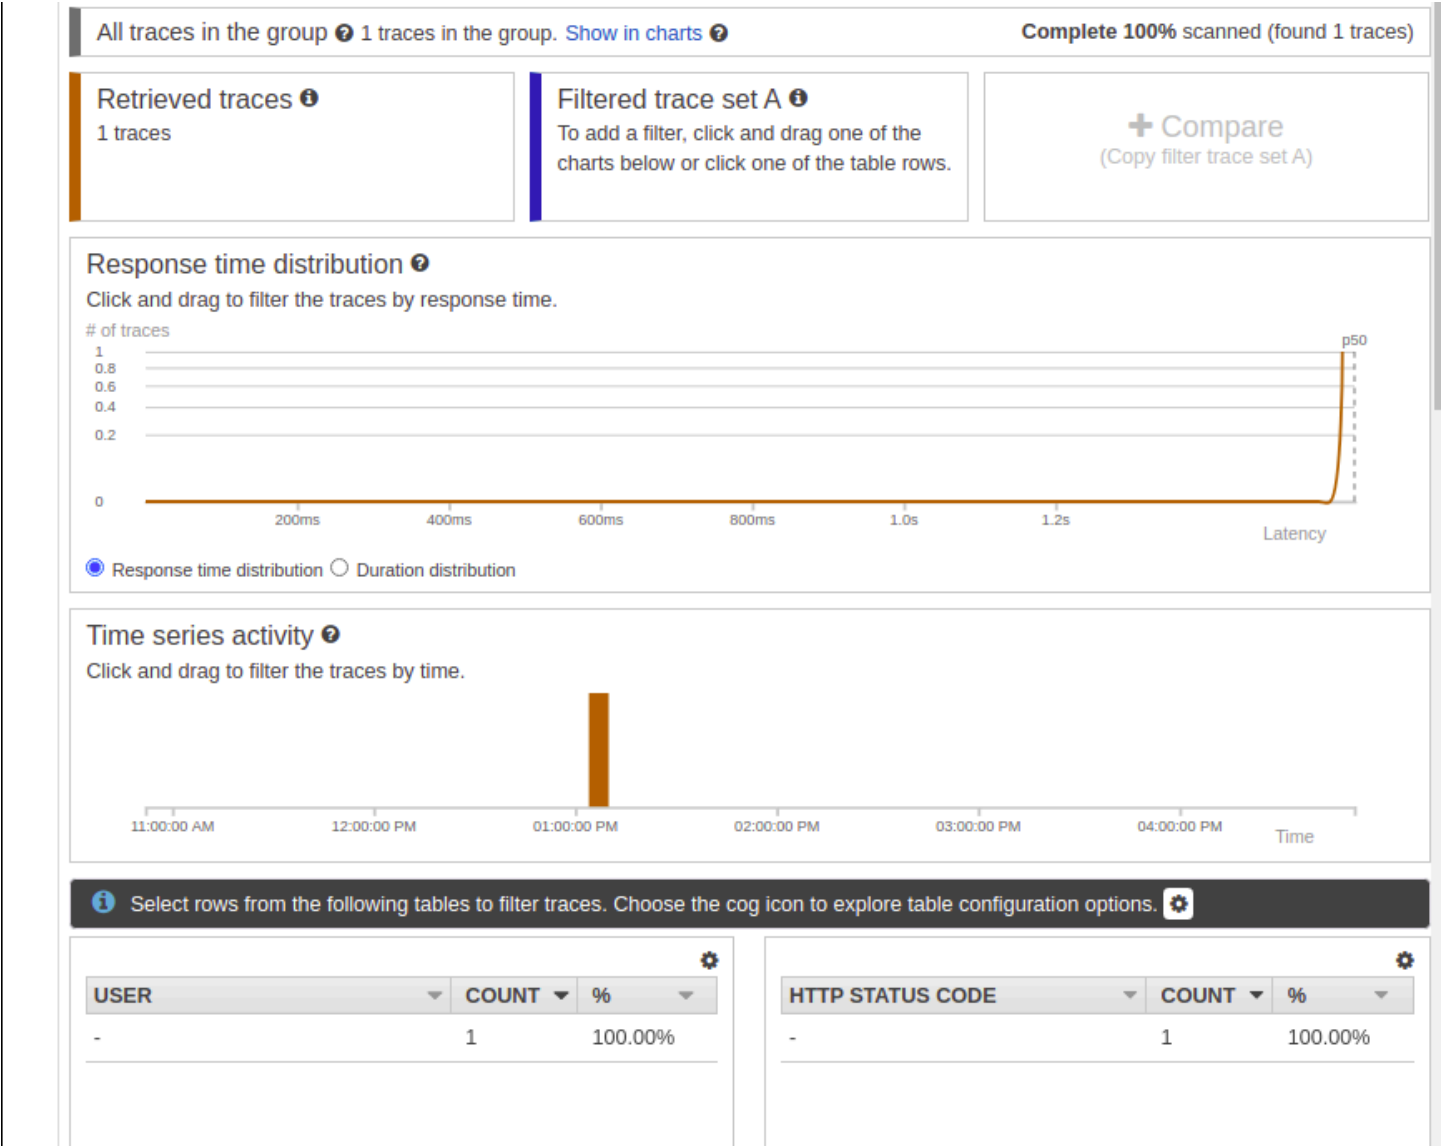 All traces in the group 1 traces in the group. Show in charts
Complete 100% scanned (found 1 traces)
Retrieved traces
1 traces
Filtered trace set A
To add a filter, click and drag one of the
charts below or click one of the table rows.
Compare
(Copy filter trace set A)
Response time distribution
Click and drag to filter the traces by response time.
# of traces
p50
1
0.8
0.6
0.4
0.2
0
200ms 400ms 600ms 800ms 1.0s 1.2s
Latency
Response time distribution Duration distribution
Time series activity
Click and drag to filter the traces by time.
11:00:00 AM 12:00:00 PM 01:00:00 PM 02:00:00 PM 03:00:00 PM 04:00:00 PM
Time
Select rows from the following tables to filter traces. Choose the cog icon to explore table configuration options.
USER COUNT %
- 1 100.00%
HTTP STATUS CODE COUNT %
- 1 100.00%